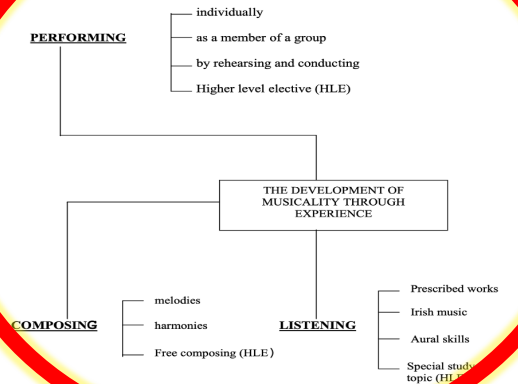 individually
PERFORMING
as a member of a group
by rehearsing and conducting
Higher level elective (HLE)
THE DEVELOPMENT OF
MUSICALITY THROUGH
EXPERIENCE
COMPOSING
melodies
harmonies
Free composing (HLE)
LISTENING
Prescribed works
Irish music
Aural skills
Special study
topic